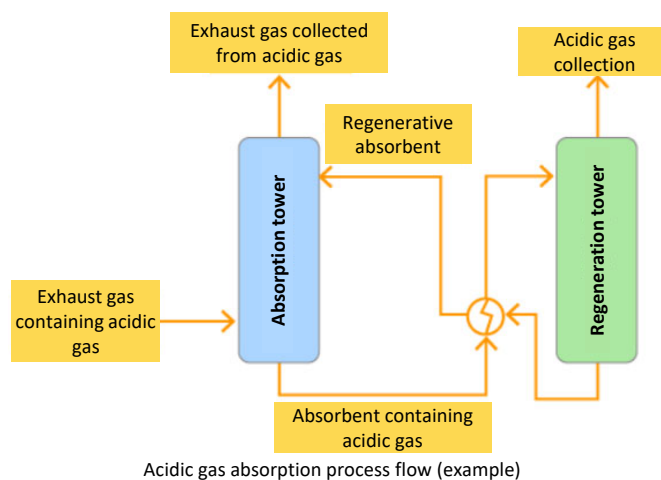 Exhaust gas collected
from acidic gas
Acidic gas
collection
Regenerative
absorbent
Absorption tower
Regeneration tower
Exhaust gas
containing acidic
gas
Absorbent containing
acidic gas
Acidic gas absorption process flow (example)